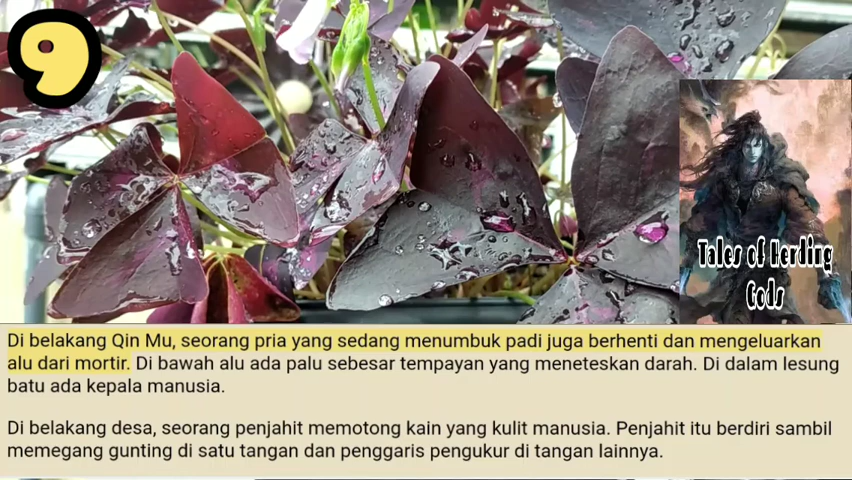 9
Tales of Herding
Gods
Di belakang Qin Mu, seorang pria yang sedang menumbuk padi juga berhenti dan mengeluarkan
alu dari mortir. Di bawah alu ada palu sebesar tempayan yang meneteskan darah. Di dalam lesung
batu ada kepala manusia.
Di belakang desa, seorang penjahit memotong kain yang kulit manusia. Penjahit itu berdiri sambil
memegang gunting di satu tangan dan penggaris pengukur di tangan lainnya.